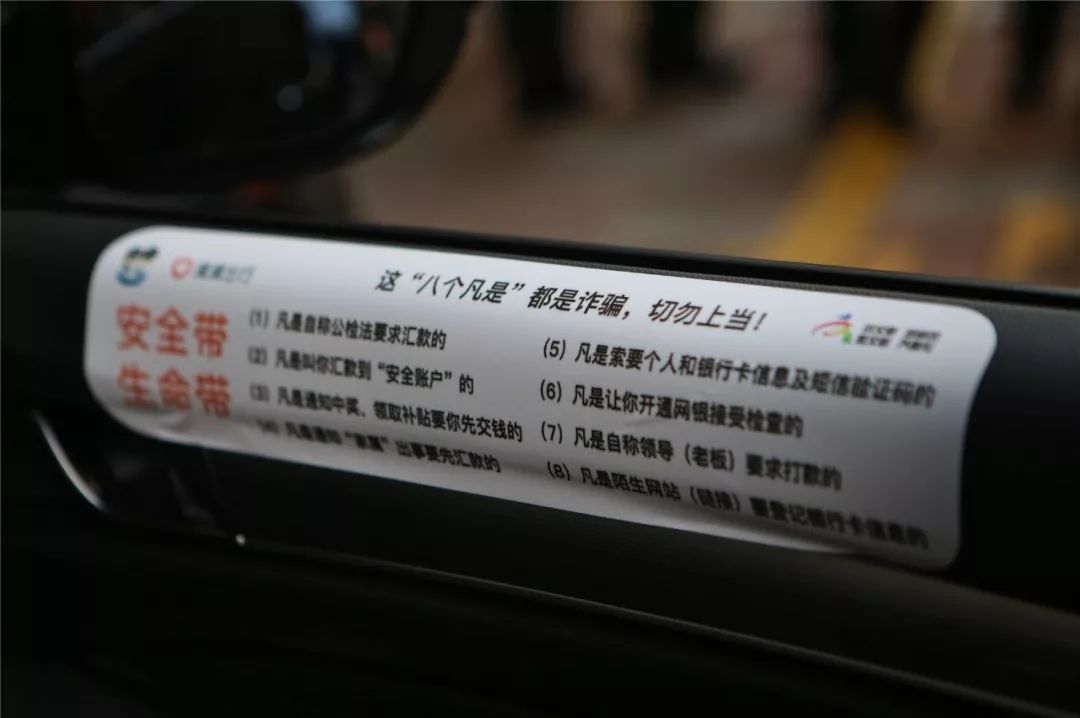 这“八个凡是”都是诈骗，切勿上当！
安全带
生命带
(1) 凡是自称公检法要求汇款的
(2) 凡是叫你汇款到“安全账户”的
(3) 凡是通知中奖、领取补贴要你先交钱的
(4) 凡是通知“家属”出事要先汇款的
(5) 凡是索要个人和银行卡信息及短信验证码的
(6) 凡是让你开通网银接受检查的
(7) 凡是自称领导（老板）要求打款的
(8) 凡是陌生网站（链接）要登记银行卡信息的